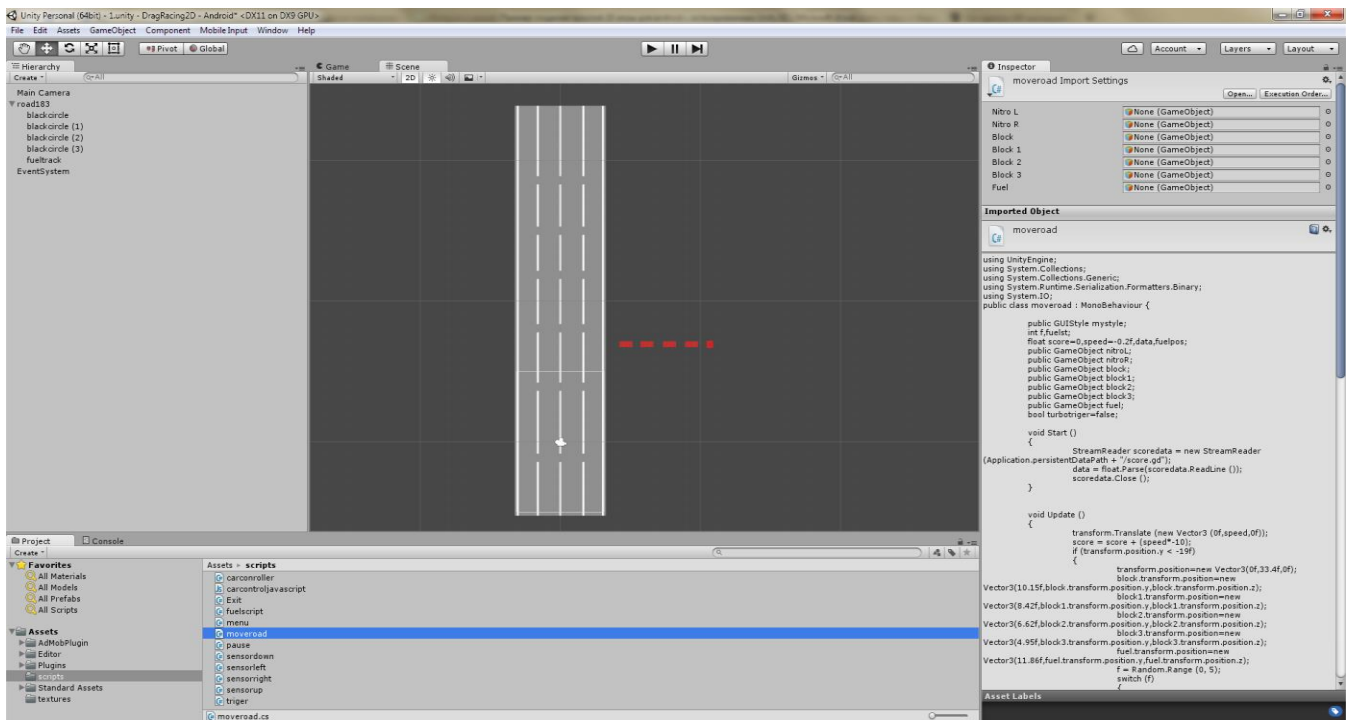 Unity Personal (64bit) - 1.unity - DragRacing2D - Android* <DX11 on DX9 GPU>
File Edit Assets GameObject Component Mobile Input Window Help
Pivot Global Account Layers Layout
Hierarchy
Create All
Main Camera
road183
blackcircle
blackcircle (1)
blackcircle (2)
blackcircle (3)
fueltrack
EventSystem
Game Scene
Shaded 2D Gizmos All
Inspector
moveroad Import Settings
Open... Execution Order...
Nitro L None (GameObject)
Nitro R None (GameObject)
Block None (GameObject)
Block 1 None (GameObject)
Block 2 None (GameObject)
Block 3 None (GameObject)
Fuel None (GameObject)
Imported Object
moveroad
using UnityEngine;
using System.Collections;
using System.Collections.Generic;
using System.Runtime.Serialization.Formatters.Binary;
using System.IO;
public class moveroad : MonoBehaviour {
public GUIStyle mystyle;
int f,fuelst;
float score=0,speed=-0.2f,data,fuelpos;
public GameObject nitroL;
public GameObject nitroR;
public GameObject block;
public GameObject block1;
public GameObject block2;
public GameObject block3;
public GameObject fuel;
bool turbotriger=false;
void Start ()
{
StreamReader scoredata = new StreamReader
(Application.persistentDataPath + "/score.gd");
data = float.Parse(scoredata.ReadLine ());
scoredata.Close ();
}
void Update ()
{
transform.Translate (new Vector3 (0f,speed,0f));
score = score + (speed*-10);
if (transform.position.y < -19f)
{
transform.position=new Vector3(0f,33.4f,0f);
block.transform.position=new
Vector3(10.15f,block.transform.position.y,block.transform.position.z);
block1.transform.position=new
Vector3(8.42f,block1.transform.position.y,block1.transform.position.z);
block2.transform.position=new
Vector3(6.62f,block2.transform.position.y,block2.transform.position.z);
block3.transform.position=new
Vector3(4.95f,block3.transform.position.y,block3.transform.position.z);
fuel.transform.position=new
Vector3(11.86f,fuel.transform.position.y,fuel.transform.position.z);
f = Random.Range (0, 5);
switch (f)
{
Asset Labels
Project Console
Create
Favorites
All Materials
All Models
All Prefabs
All Scripts
Assets
AdMobPlugin
Editor
Plugins
scripts
Standard Assets
textures
Assets ▸ scripts
carconroller
carcontroljavascript
Exit
fuelscript
menu
moveroad
pause
sensordown
sensorleft
sensorright
sensorup
triger
moveroad.cs